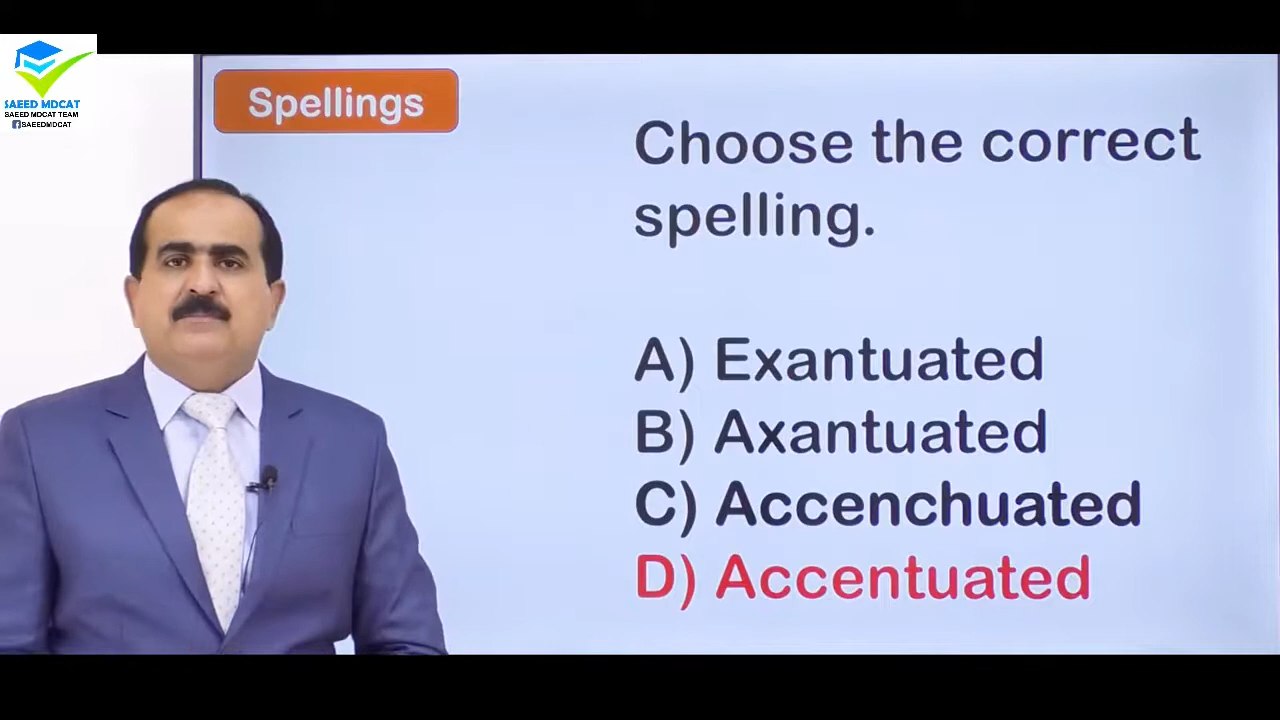 SAEED MDCAT
SAEED MDCAT TEAM
SAEEDMDCAT
Spellings
Choose the correct
spelling.
A) Exantuated
B) Axantuated
C) Accenchuated
D) Accentuated